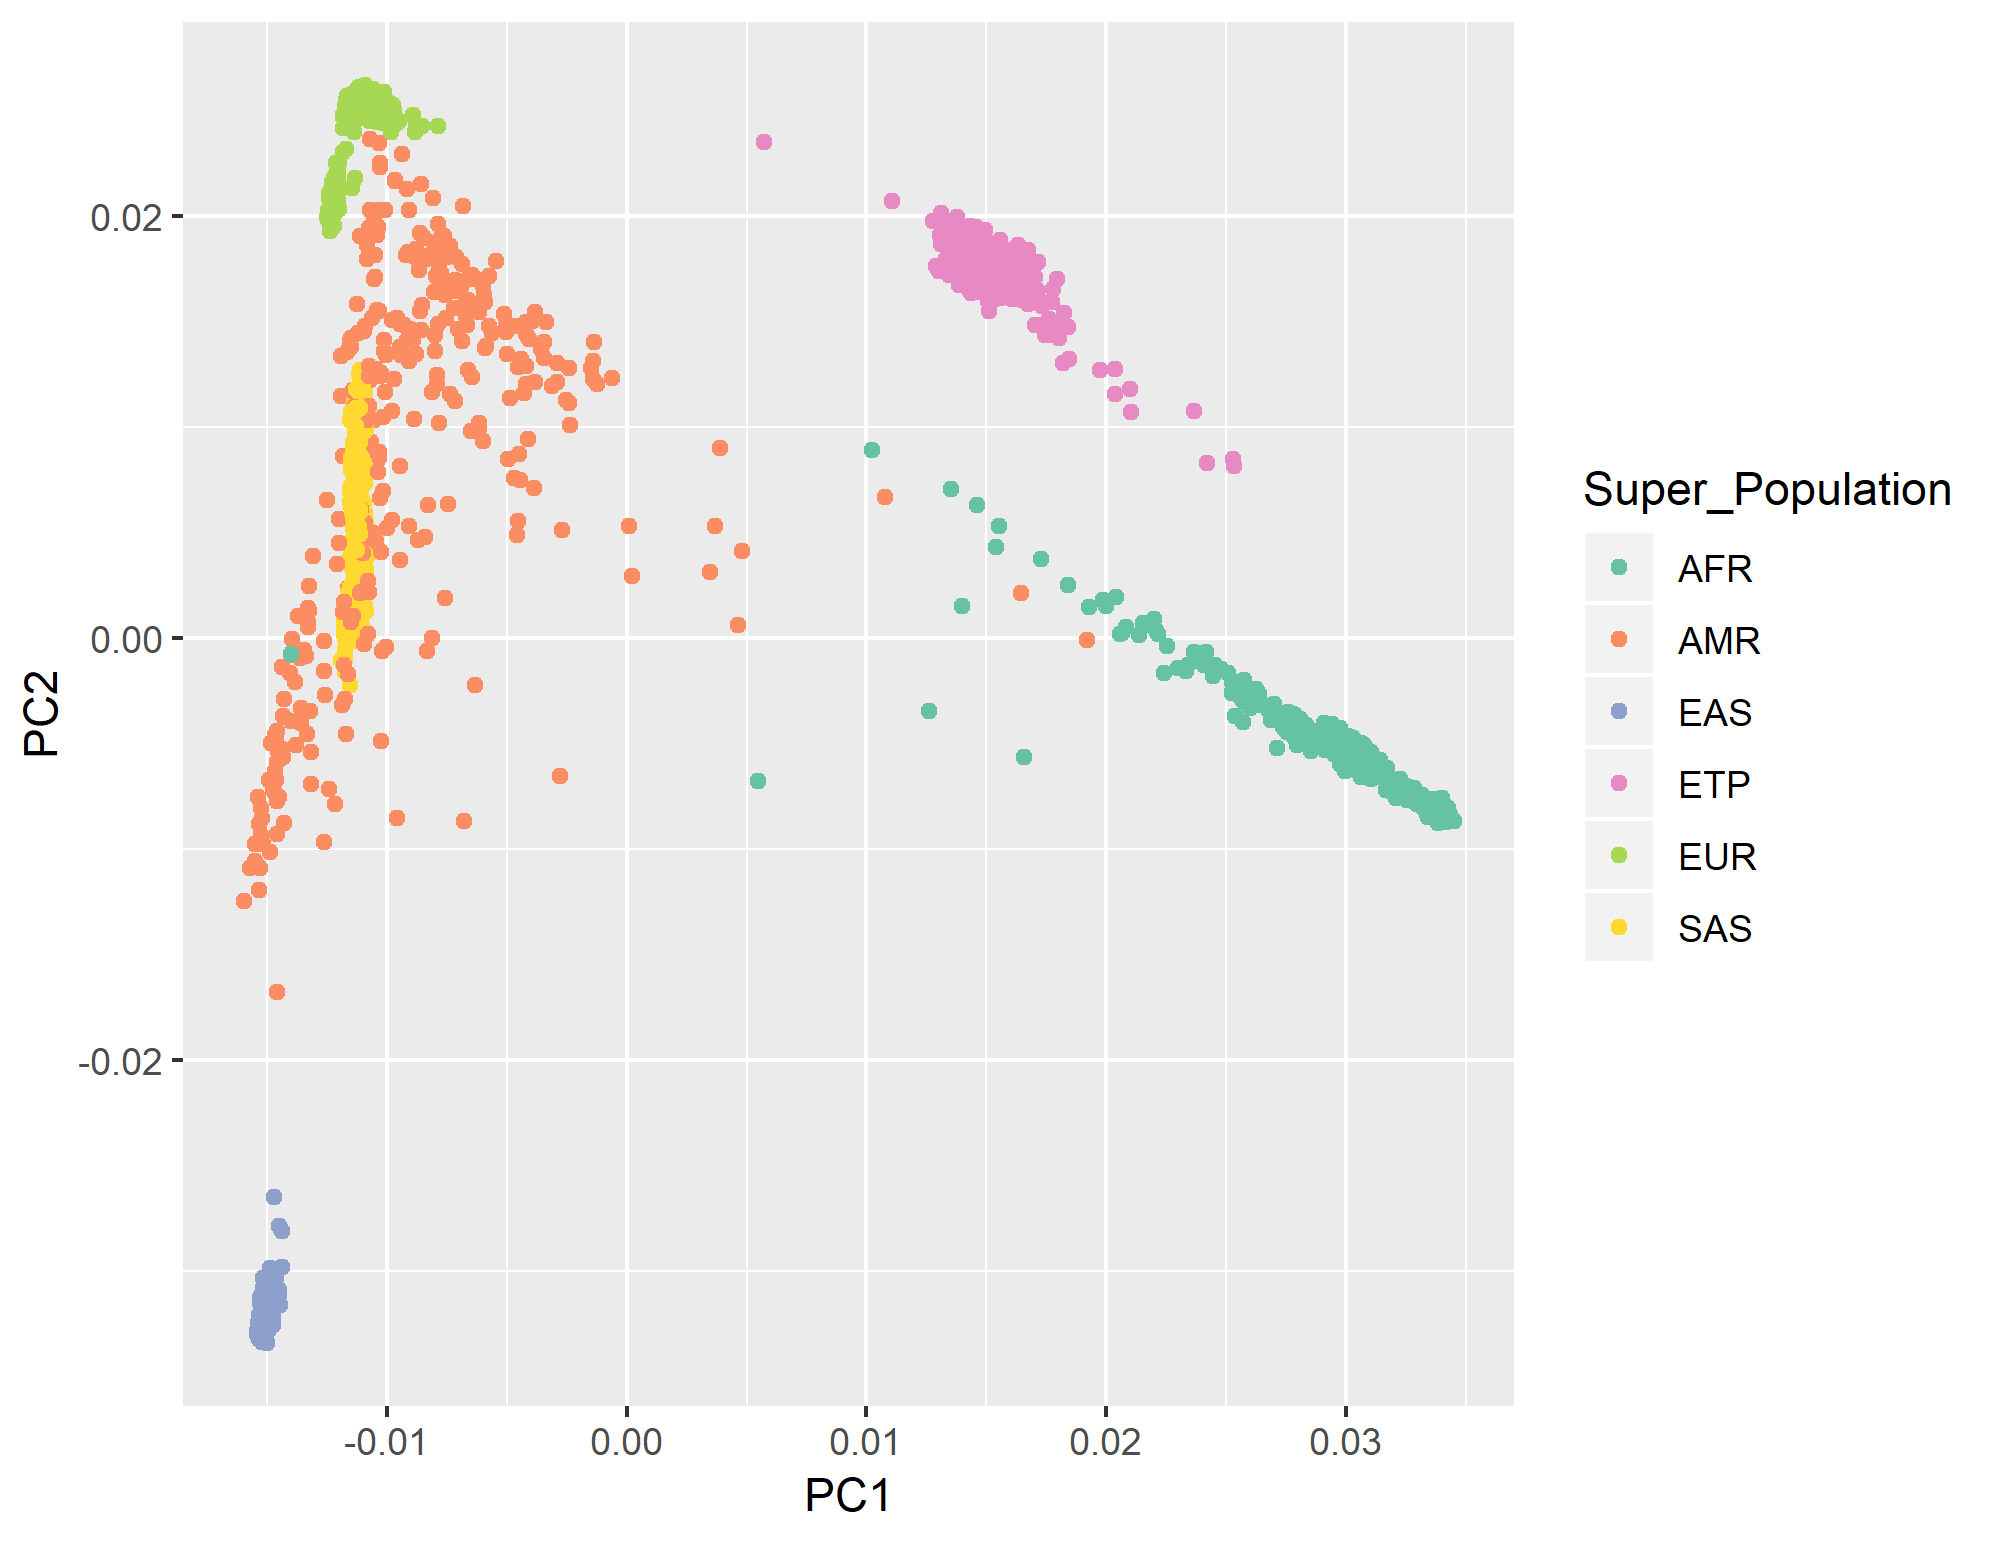 0.02
0.00
-0.02
PC2
-0.01
0.00
0.01
0.02
0.03
PC1
Super_Population
AFR
AMR
EAS
ETP
EUR
SAS